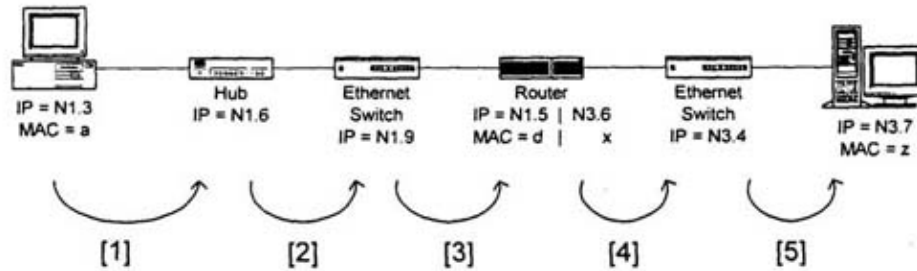 IP = N1.3
MAC = a
Hub
IP = N1.6
Ethernet
Switch
IP = N1.9
Router
IP = N1.5 | N3.6
MAC = d | x
Ethernet
Switch
IP = N3.4
IP = N3.7
MAC = z
[1] [2] [3] [4] [5]